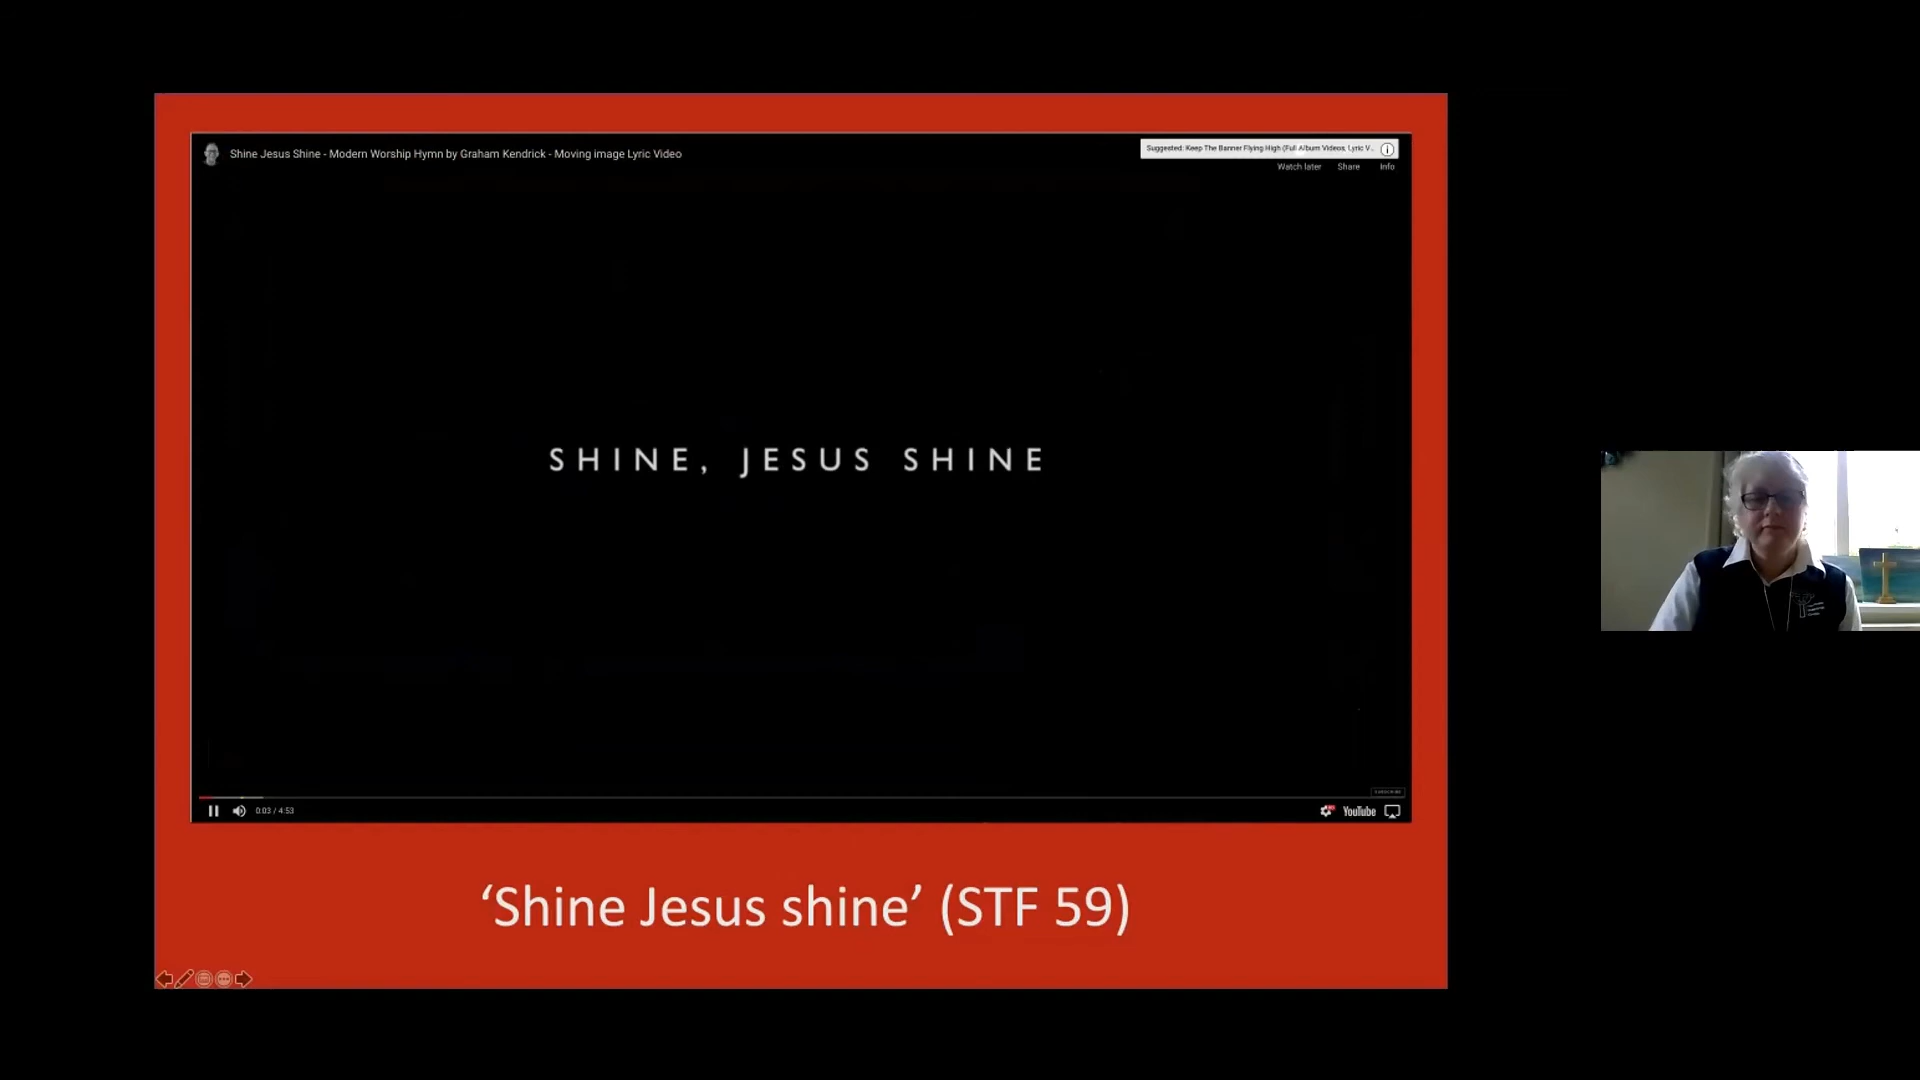 Shine Jesus Shine - Modern Worship Hymn by Graham Kendrick - Moving image Lyric Video
Suggested: Keep The Banner Flying High (Full Album Videos, Lyric V...
Watch later Share Info
SHINE, JESUS SHINE
SUBSCRIBE
0:03 / 4:53
YouTube
‘Shine Jesus shine’ (STF 59)